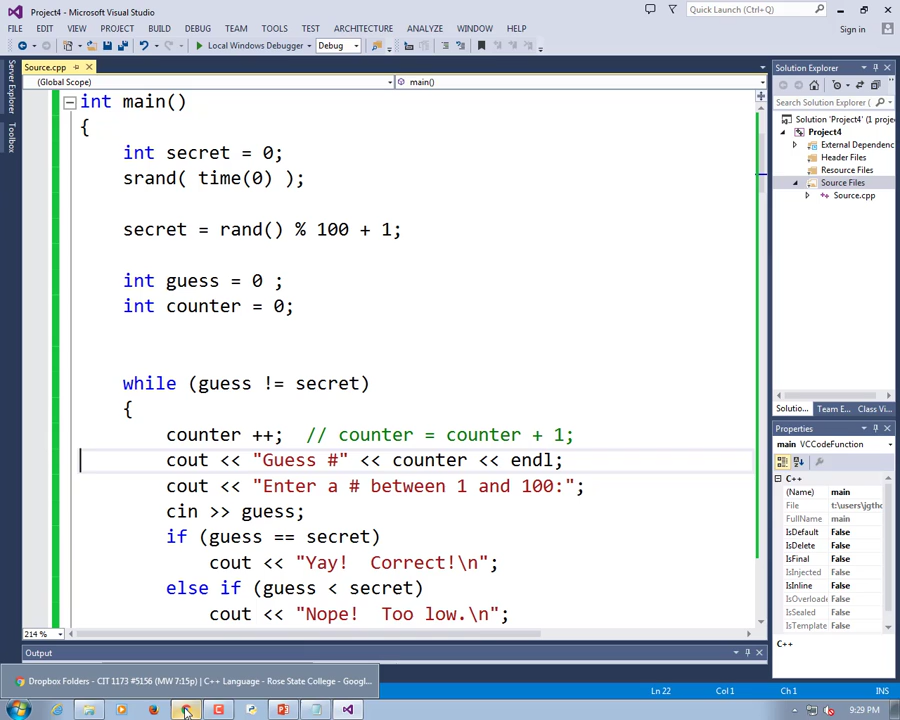 Project4 - Microsoft Visual Studio
Quick Launch (Ctrl+Q)
FILE EDIT VIEW PROJECT BUILD DEBUG TEAM TOOLS TEST ARCHITECTURE ANALYZE WINDOW HELP
Sign in
Local Windows Debugger Debug
Source.cpp
Solution Explorer
(Global Scope) main()
Server Explorer
Toolbox
Search Solution Explorer
Solution 'Project4' (1 proje
Project4
External Dependenc
Header Files
Resource Files
Source Files
Source.cpp
int main()
{
int secret = 0;
srand( time(0) );
secret = rand() % 100 + 1;
int guess = 0 ;
int counter = 0;
while (guess != secret)
{
counter ++; // counter = counter + 1;
cout << "Guess #" << counter << endl;
cout << "Enter a # between 1 and 100:";
cin >> guess;
if (guess == secret)
cout << "Yay! Correct!\n";
else if (guess < secret)
cout << "Nope! Too low.\n";
Solutio... Team E... Class Vi...
Properties
main VCCodeFunction
C++
(Name) main
File t:\users\jgtho
FullName main
IsDefault False
IsDelete False
IsFinal False
IsInjected False
IsInline False
IsOverloade False
IsSealed False
IsTemplate False
C++
214 %
Output
Dropbox Folders - CIT 1173 #5156 (MW 7:15p) | C++ Language - Rose State College - Googl...
Ln 22 Col 1 Ch 1 INS
9:29 PM